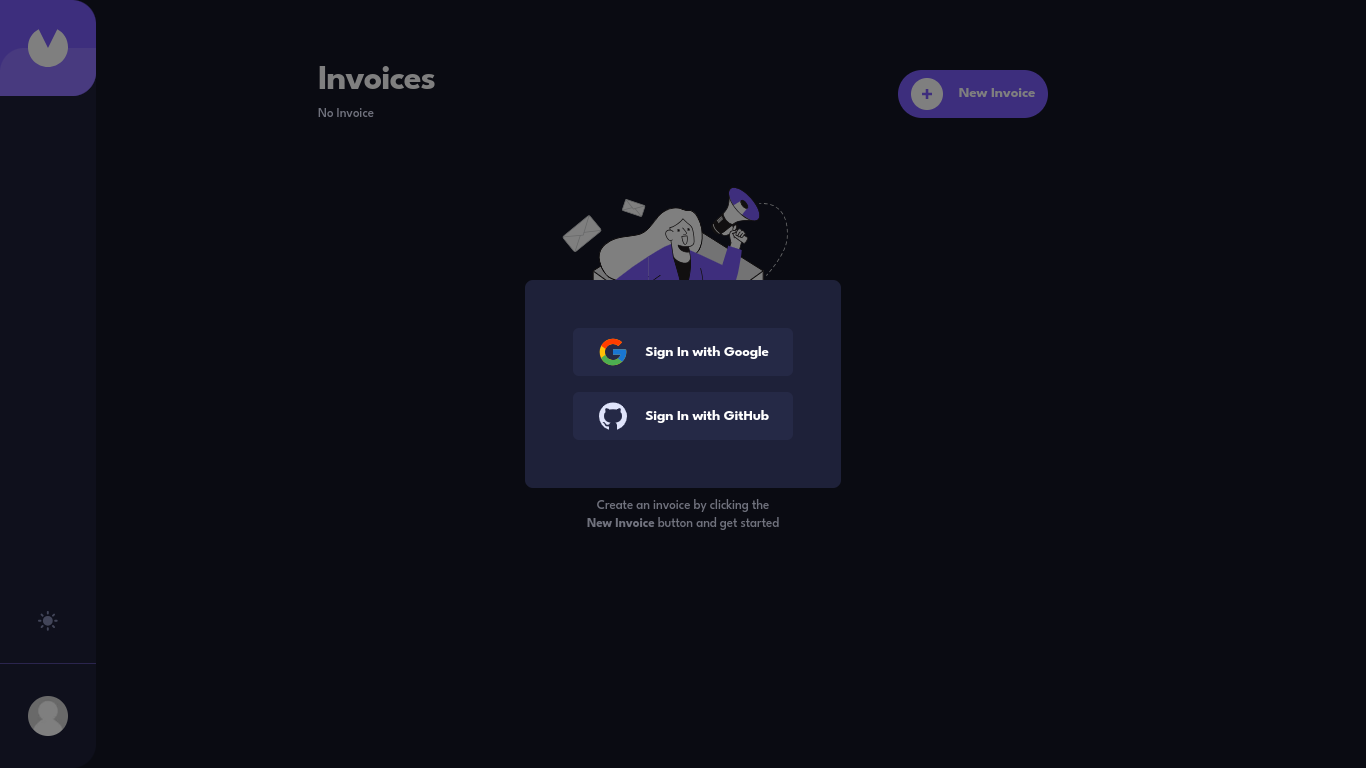 Invoices
No Invoice
New Invoice
Sign In with Google
Sign In with GitHub
Create an invoice by clicking the
New Invoice button and get started